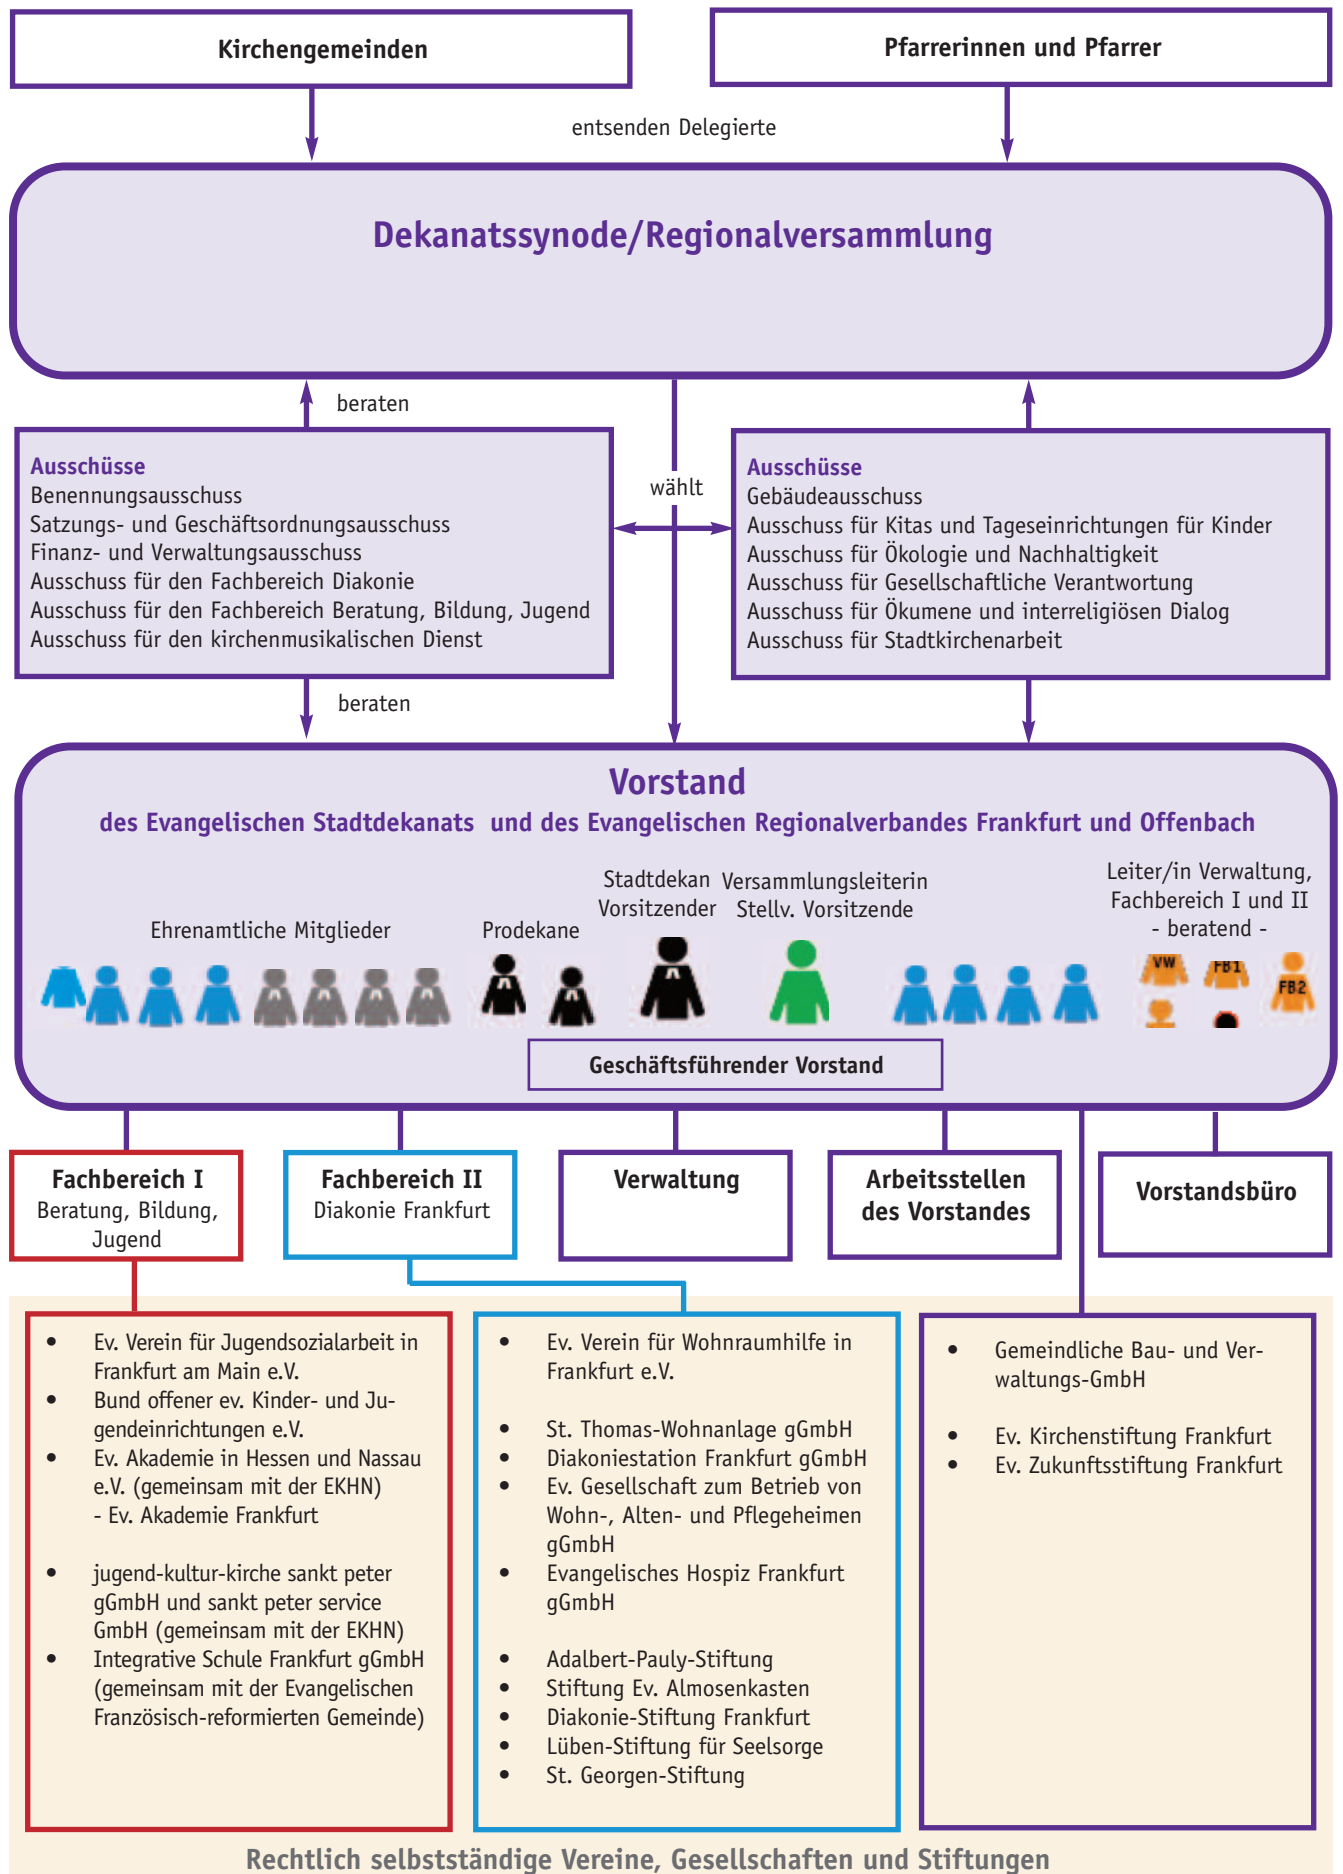 Kirchengemeinden
Pfarrerinnen und Pfarrer
entsenden Delegierte
Dekanatssynode/Regionalversammlung
beraten
Ausschüsse
Benennungsausschuss
Satzungs- und Geschäftsordnungsausschuss
Finanz- und Verwaltungsausschuss
Ausschuss für den Fachbereich Diakonie
Ausschuss für den Fachbereich Beratung, Bildung, Jugend
Ausschuss für den kirchenmusikalischen Dienst
wählt
Ausschüsse
Gebäudeausschuss
Ausschuss für Kitas und Tageseinrichtungen für Kinder
Ausschuss für Ökologie und Nachhaltigkeit
Ausschuss für Gesellschaftliche Verantwortung
Ausschuss für Ökumene und interreligiösen Dialog
Ausschuss für Stadtkirchenarbeit
beraten
Vorstand
des Evangelischen Stadtdekanats und des Evangelischen Regionalverbandes Frankfurt und Offenbach
Ehrenamtliche Mitglieder
Prodekane
Stadtdekan
Vorsitzender
Versammlungsleiterin
Stellv. Vorsitzende
Leiter/in Verwaltung,
Fachbereich I und II
- beratend -
VW
FB1
FB2
Geschäftsführender Vorstand
Fachbereich I
Beratung, Bildung,
Jugend
Fachbereich II
Diakonie Frankfurt
Verwaltung
Arbeitsstellen
des Vorstandes
Vorstandsbüro
• Ev. Verein für Jugendsozialarbeit in
Frankfurt am Main e.V.
• Bund offener ev. Kinder- und Ju-
gendeinrichtungen e.V.
• Ev. Akademie in Hessen und Nassau
e.V. (gemeinsam mit der EKHN)
- Ev. Akademie Frankfurt
• jugend-kultur-kirche sankt peter
gGmbH und sankt peter service
GmbH (gemeinsam mit der EKHN)
• Integrative Schule Frankfurt gGmbH
(gemeinsam mit der Evangelischen
Französisch-reformierten Gemeinde)
• Ev. Verein für Wohnraumhilfe in
Frankfurt e.V.
• St. Thomas-Wohnanlage gGmbH
• Diakoniestation Frankfurt gGmbH
• Ev. Gesellschaft zum Betrieb von
Wohn-, Alten- und Pflegeheimen
gGmbH
• Evangelisches Hospiz Frankfurt
gGmbH
• Adalbert-Pauly-Stiftung
• Stiftung Ev. Almosenkasten
• Diakonie-Stiftung Frankfurt
• Lüben-Stiftung für Seelsorge
• St. Georgen-Stiftung
• Gemeindliche Bau- und Ver-
waltungs-GmbH
• Ev. Kirchenstiftung Frankfurt
• Ev. Zukunftsstiftung Frankfurt
Rechtlich selbstständige Vereine, Gesellschaften und Stiftungen